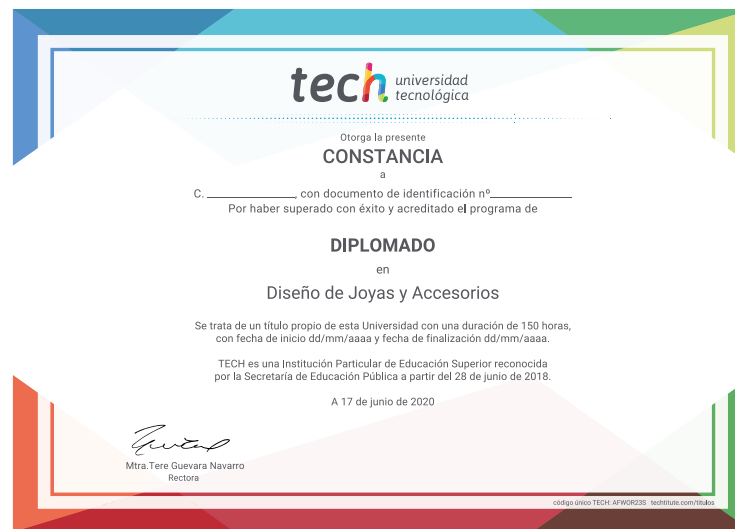 tech universidad
tecnológica
Otorga la presente
CONSTANCIA
a
C. ________________, con documento de identificación nº______________
Por haber superado con éxito y acreditado el programa de
DIPLOMADO
en
Diseño de Joyas y Accesorios
Se trata de un título propio de esta Universidad con una duración de 150 horas,
con fecha de inicio dd/mm/aaaa y fecha de finalización dd/mm/aaaa.
TECH es una Institución Particular de Educación Superior reconocida
por la Secretaría de Educación Pública a partir del 28 de junio de 2018.
A 17 de junio de 2020
Mtra.Tere Guevara Navarro
Rectora
código único TECH: AFWOR23S techtitute.com/titulos